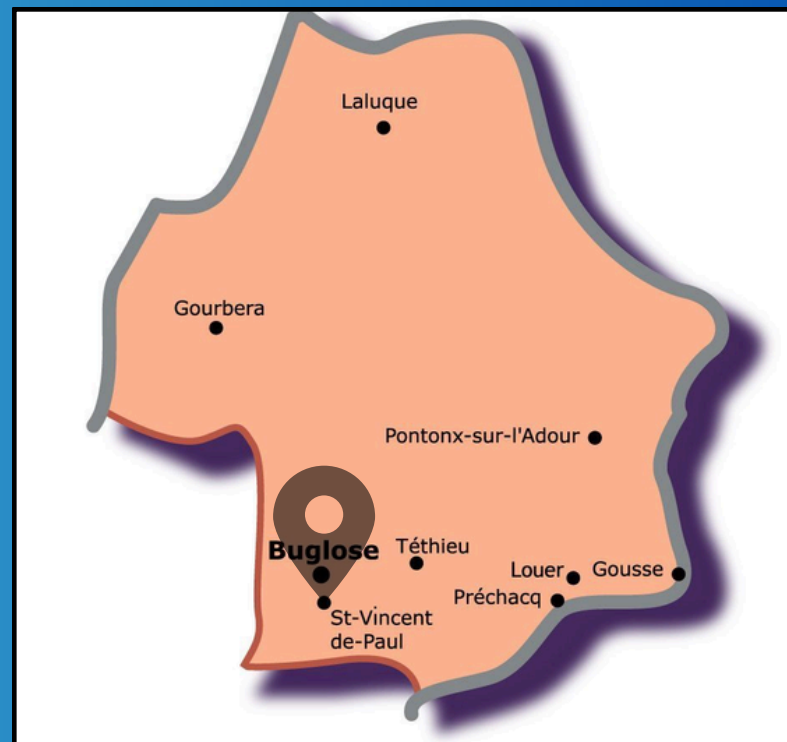 Laluque
Gourbera
Pontonx-sur-l'Adour
Buglose
Téthieu
Louer
Gousse
Préchacq
St-Vincent
de-Paul